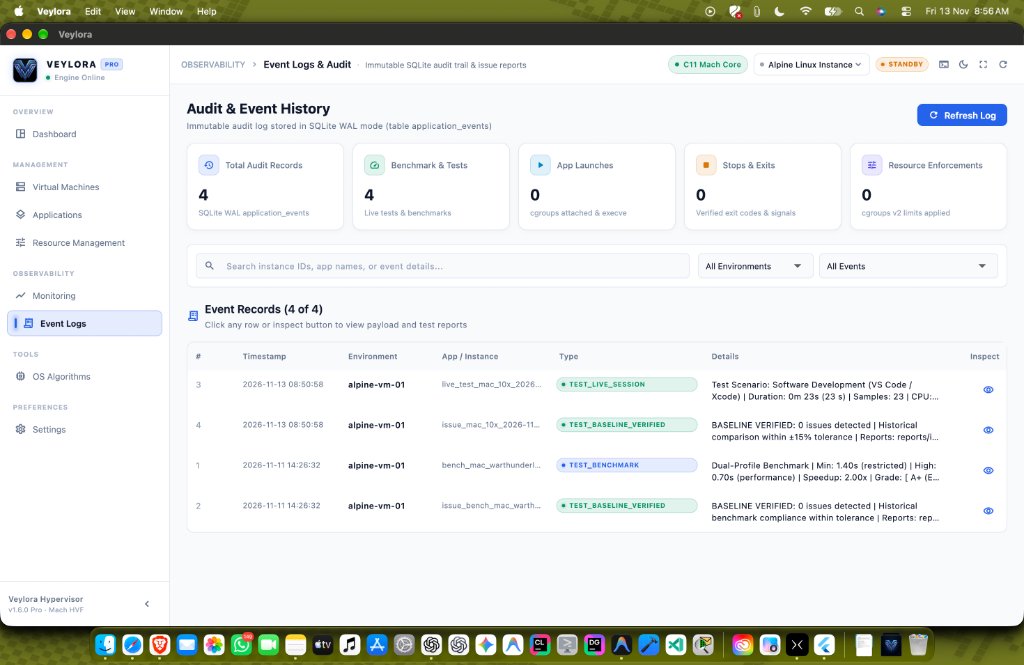 Veylora Edit View Window Help
Fri 13 Nov 8:56 AM
Veylora
VEYLORA PRO
Engine Online
OVERVIEW
Dashboard
MANAGEMENT
Virtual Machines
Applications
Resource Management
OBSERVABILITY
Monitoring
Event Logs
TOOLS
OS Algorithms
PREFERENCES
Settings
Veylora Hypervisor
v1.6.0 Pro · Mach HVF
OBSERVABILITY > Event Logs & Audit · Immutable SQLite audit trail & issue reports
C11 Mach Core
Alpine Linux Instance
STANDBY
Audit & Event History
Immutable audit log stored in SQLite WAL mode (table application_events)
Refresh Log
Total Audit Records
4
SQLite WAL application_events
Benchmark & Tests
4
Live tests & benchmarks
App Launches
0
cgroups attached & execve
Stops & Exits
0
Verified exit codes & signals
Resource Enforcements
0
cgroups v2 limits applied
Search instance IDs, app names, or event details...
All Environments
All Events
Event Records (4 of 4)
Click any row or inspect button to view payload and test reports
# Timestamp Environment App / Instance Type Details Inspect
3 2026-11-13 08:50:58 alpine-vm-01 live_test_mac_10x_2026... TEST_LIVE_SESSION Test Scenario: Software Development (VS Code /
Xcode) | Duration: 0m 23s (23 s) | Samples: 23 | CPU:...
4 2026-11-13 08:50:58 alpine-vm-01 issue_mac_10x_2026-11... TEST_BASELINE_VERIFIED BASELINE VERIFIED: 0 issues detected | Historical
comparison within ±15% tolerance | Reports: reports/i...
1 2026-11-11 14:26:32 alpine-vm-01 bench_mac_warthunderl... TEST_BENCHMARK Dual-Profile Benchmark | Min: 1.40s (restricted) | High:
0.70s (performance) | Speedup: 2.00x | Grade: [ A+ (E...
2 2026-11-11 14:26:32 alpine-vm-01 issue_bench_mac_warth... TEST_BASELINE_VERIFIED BASELINE VERIFIED: 0 issues detected | Historical
benchmark compliance within tolerance | Reports: rep...
tv
CL
DG